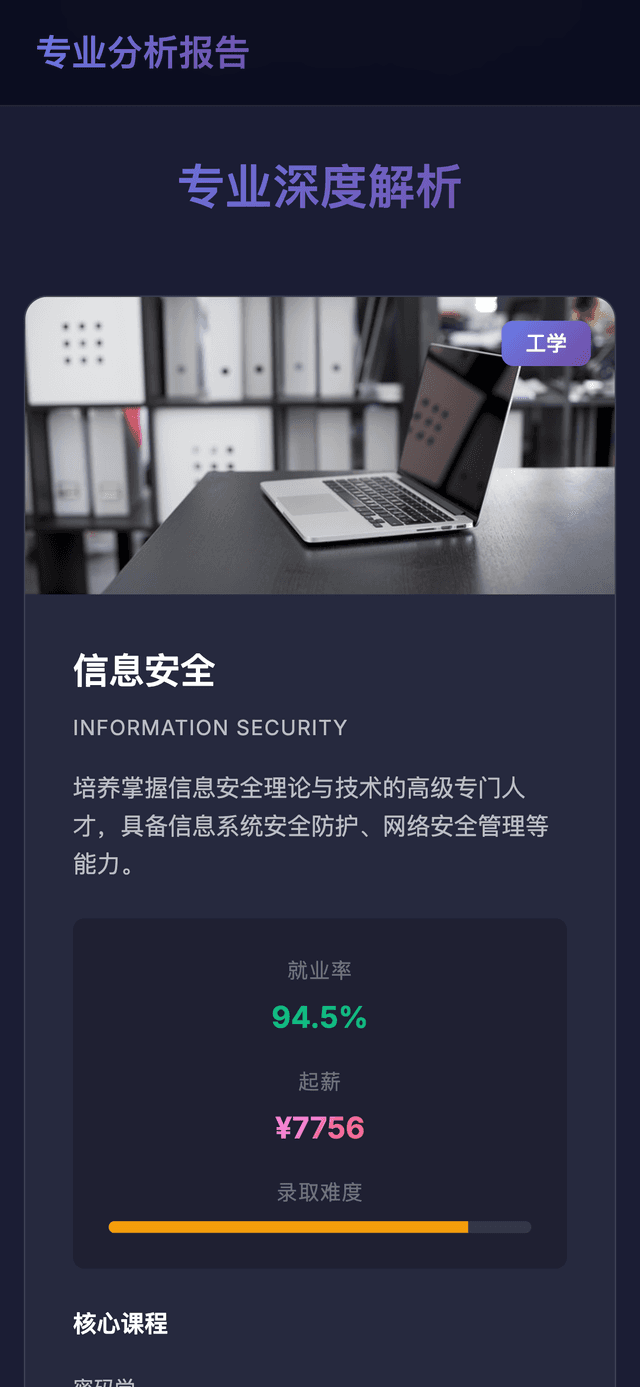 专业分析报告
专业深度解析
工学
信息安全
INFORMATION SECURITY
培养掌握信息安全理论与技术的高级专门人
才，具备信息系统安全防护、网络安全管理等
能力。
就业率
94.5%
起薪
¥7756
录取难度
核心课程
密码学